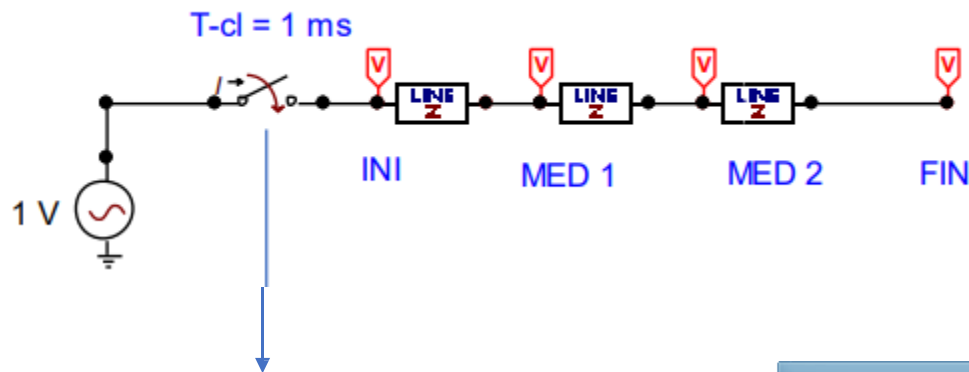 T-cl = 1 ms
I
V
V
V
V
LINE
Z
LINE
Z
LINE
Z
INI
MED 1
MED 2
FIN
1 V